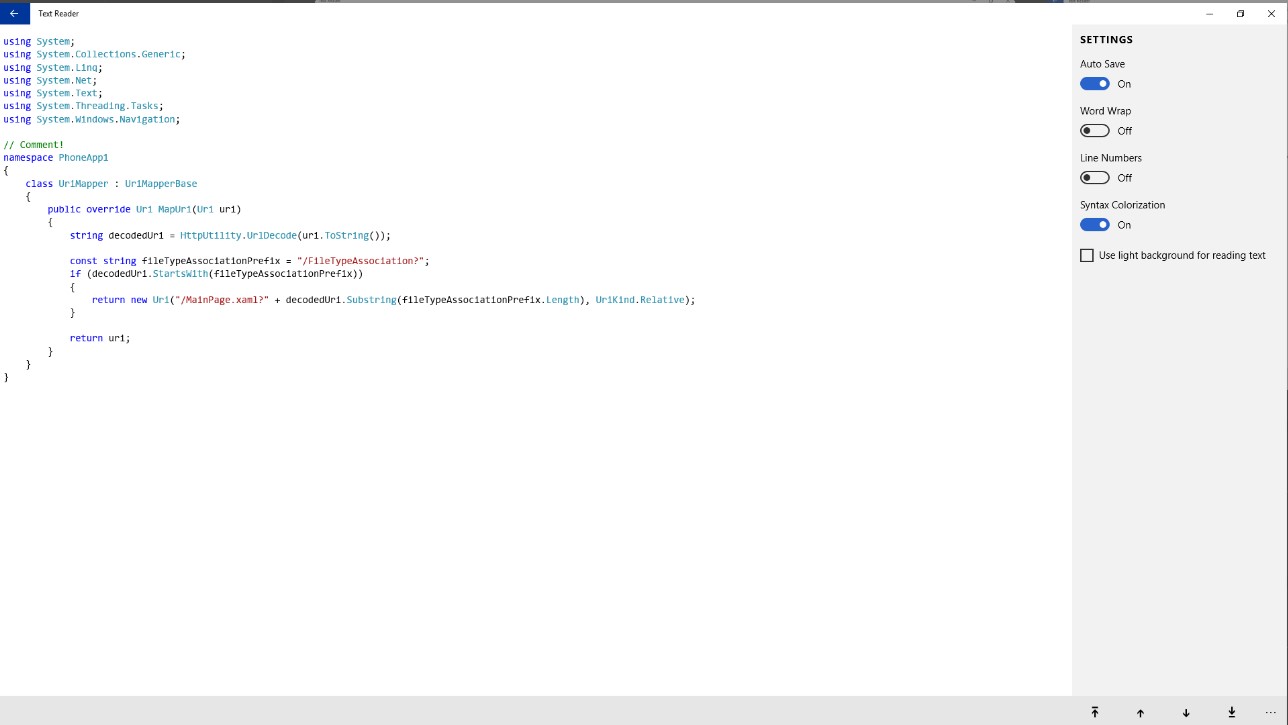 Text Reader
using System;
using System.Collections.Generic;
using System.Linq;
using System.Net;
using System.Text;
using System.Threading.Tasks;
using System.Windows.Navigation;
// Comment!
namespace PhoneApp1
{
    class UriMapper : UriMapperBase
    {
        public override Uri MapUri(Uri uri)
        {
            string decodedUri = HttpUtility.UrlDecode(uri.ToString());
            const string fileTypeAssociationPrefix = "/FileTypeAssociation?";
            if (decodedUri.StartsWith(fileTypeAssociationPrefix))
            {
                return new Uri("/MainPage.xaml?" + decodedUri.Substring(fileTypeAssociationPrefix.Length), UriKind.Relative);
            }
            return uri;
        }
    }
}
SETTINGS
Auto Save
On
Word Wrap
Off
Line Numbers
Off
Syntax Colorization
On
Use light background for reading text